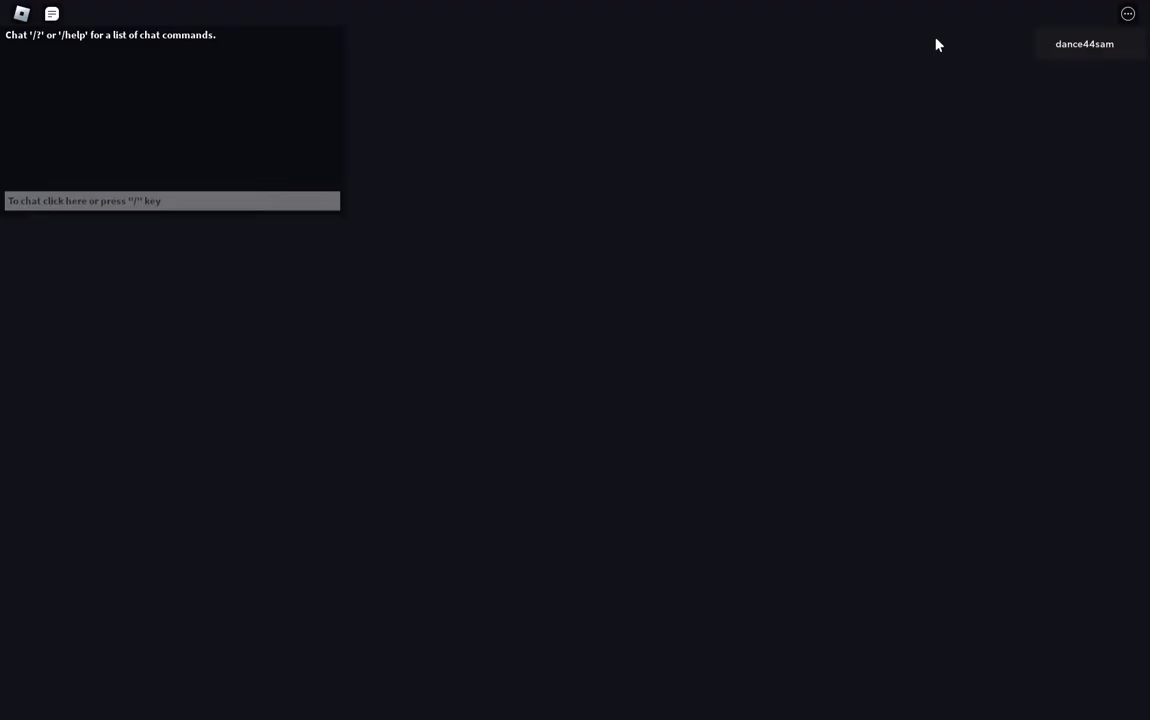 Chat '/?' or '/help' for a list of chat commands.
dance44sam
To chat click here or press "/" key